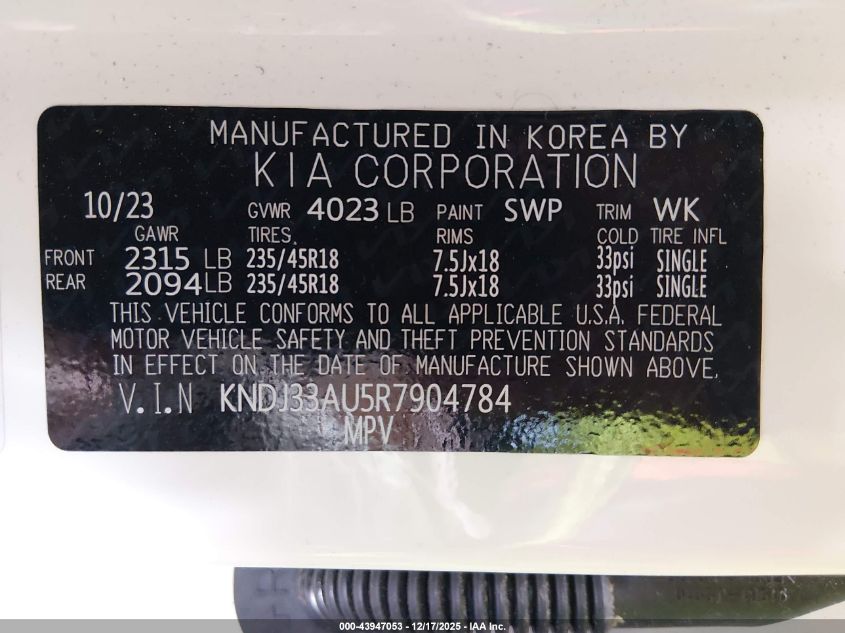 MANUFACTURED IN KOREA BY
KIA CORPORATION
10/23 GVWR 4023 LB PAINT SWP TRIM WK
GAWR TIRES. RIMS COLD TIRE INFL
FRONT 2315 LB 235/45R18 7.5Jx18 33psi SINGLE
REAR 2094 LB 235/45R18 7.5Jx18 33psi SINGLE
THIS VEHICLE CONFORMS TO ALL APPLICABLE U.S.A. FEDERAL
MOTOR VEHICLE SAFETY AND THEFT PREVENTION STANDARDS
IN EFFECT ON THE DATE OF MANUFACTURE SHOWN ABOVE.
V.I.N KNDJ33AU5R7904784
MPV
000-43947053 – 12/17/2025 – IAA, Inc.